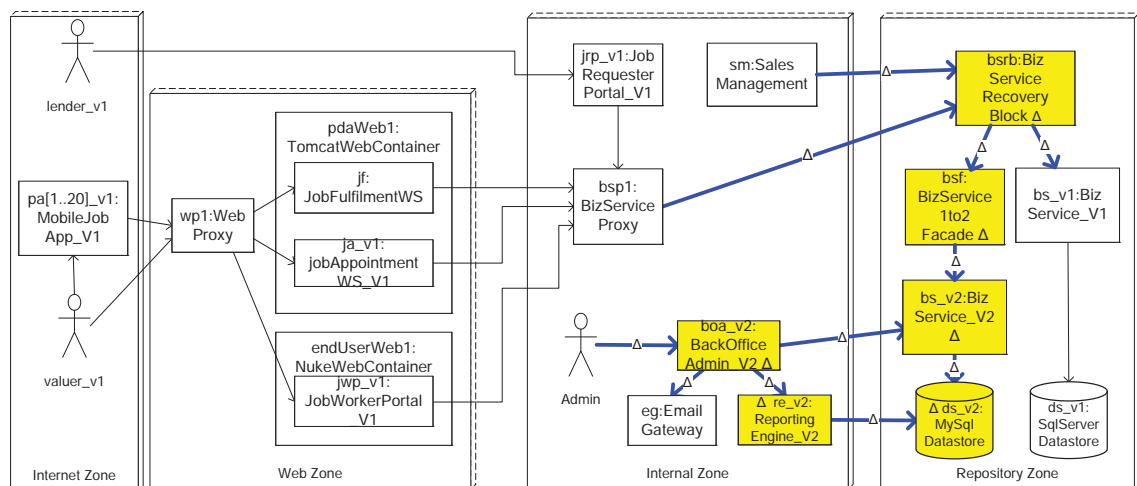 lender_v1
pa[1..20]_v1:
MobileJob
App_V1
valuer_v1
Internet Zone
wp1:Web
Proxy
pdaWeb1:
TomcatWebContainer
jf:
JobFulfilmentWS
ja_v1:
jobAppointment
WS_V1
endUserWeb1:
NukeWebContainer
jwp_v1:
JobWorkerPortal
V1
Web Zone
jrp_v1:Job
Requester
Portal_V1
sm:Sales
Management
Δ
bsp1:
BizService
Proxy
Δ
Admin
Δ
boa_v2:
BackOffice
Admin_V2 Δ
Δ
Δ
Δ
eg:Email
Gateway
Δ re_v2:
Reporting
Engine_V2
Δ
Internal Zone
bsrb:Biz
Service
Recovery
Block Δ
Δ
Δ
bsf:
BizService
1to2
Facade Δ
bs_v1:Biz
Service_V1
Δ
bs_v2:Biz
Service_V2
Δ
Δ
Δ ds_v2:
MySql
Datastore
ds_v1:
SqlServer
Datastore
Repository Zone